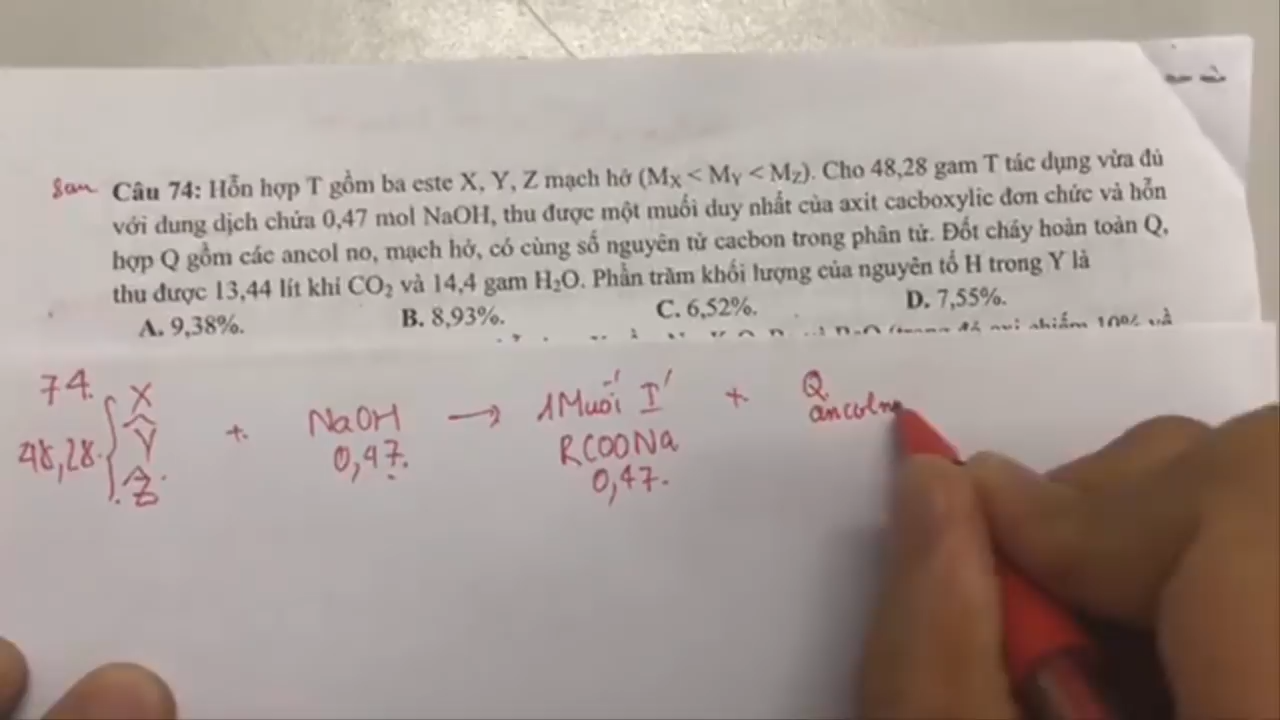 san Câu 74: Hỗn hợp T gồm ba este X, Y, Z mạch hở (M_X < M_Y < M_Z). Cho 48,28 gam T tác dụng vừa đủ
với dung dịch chứa 0,47 mol NaOH, thu được một muối duy nhất của axit cacboxylic đơn chức và hỗn
hợp Q gồm các ancol no, mạch hở, có cùng số nguyên tử cacbon trong phân tử. Đốt cháy hoàn toàn Q,
thu được 13,44 lít khí CO₂ và 14,4 gam H₂O. Phần trăm khối lượng của nguyên tố H trong Y là
A. 9,38%. B. 8,93%. C. 6,52%. D. 7,55%.
74.
48,28. X Y Z + NaOH → 1 Muối I' + Q
0,47. RCOONa ancol no
0,47.